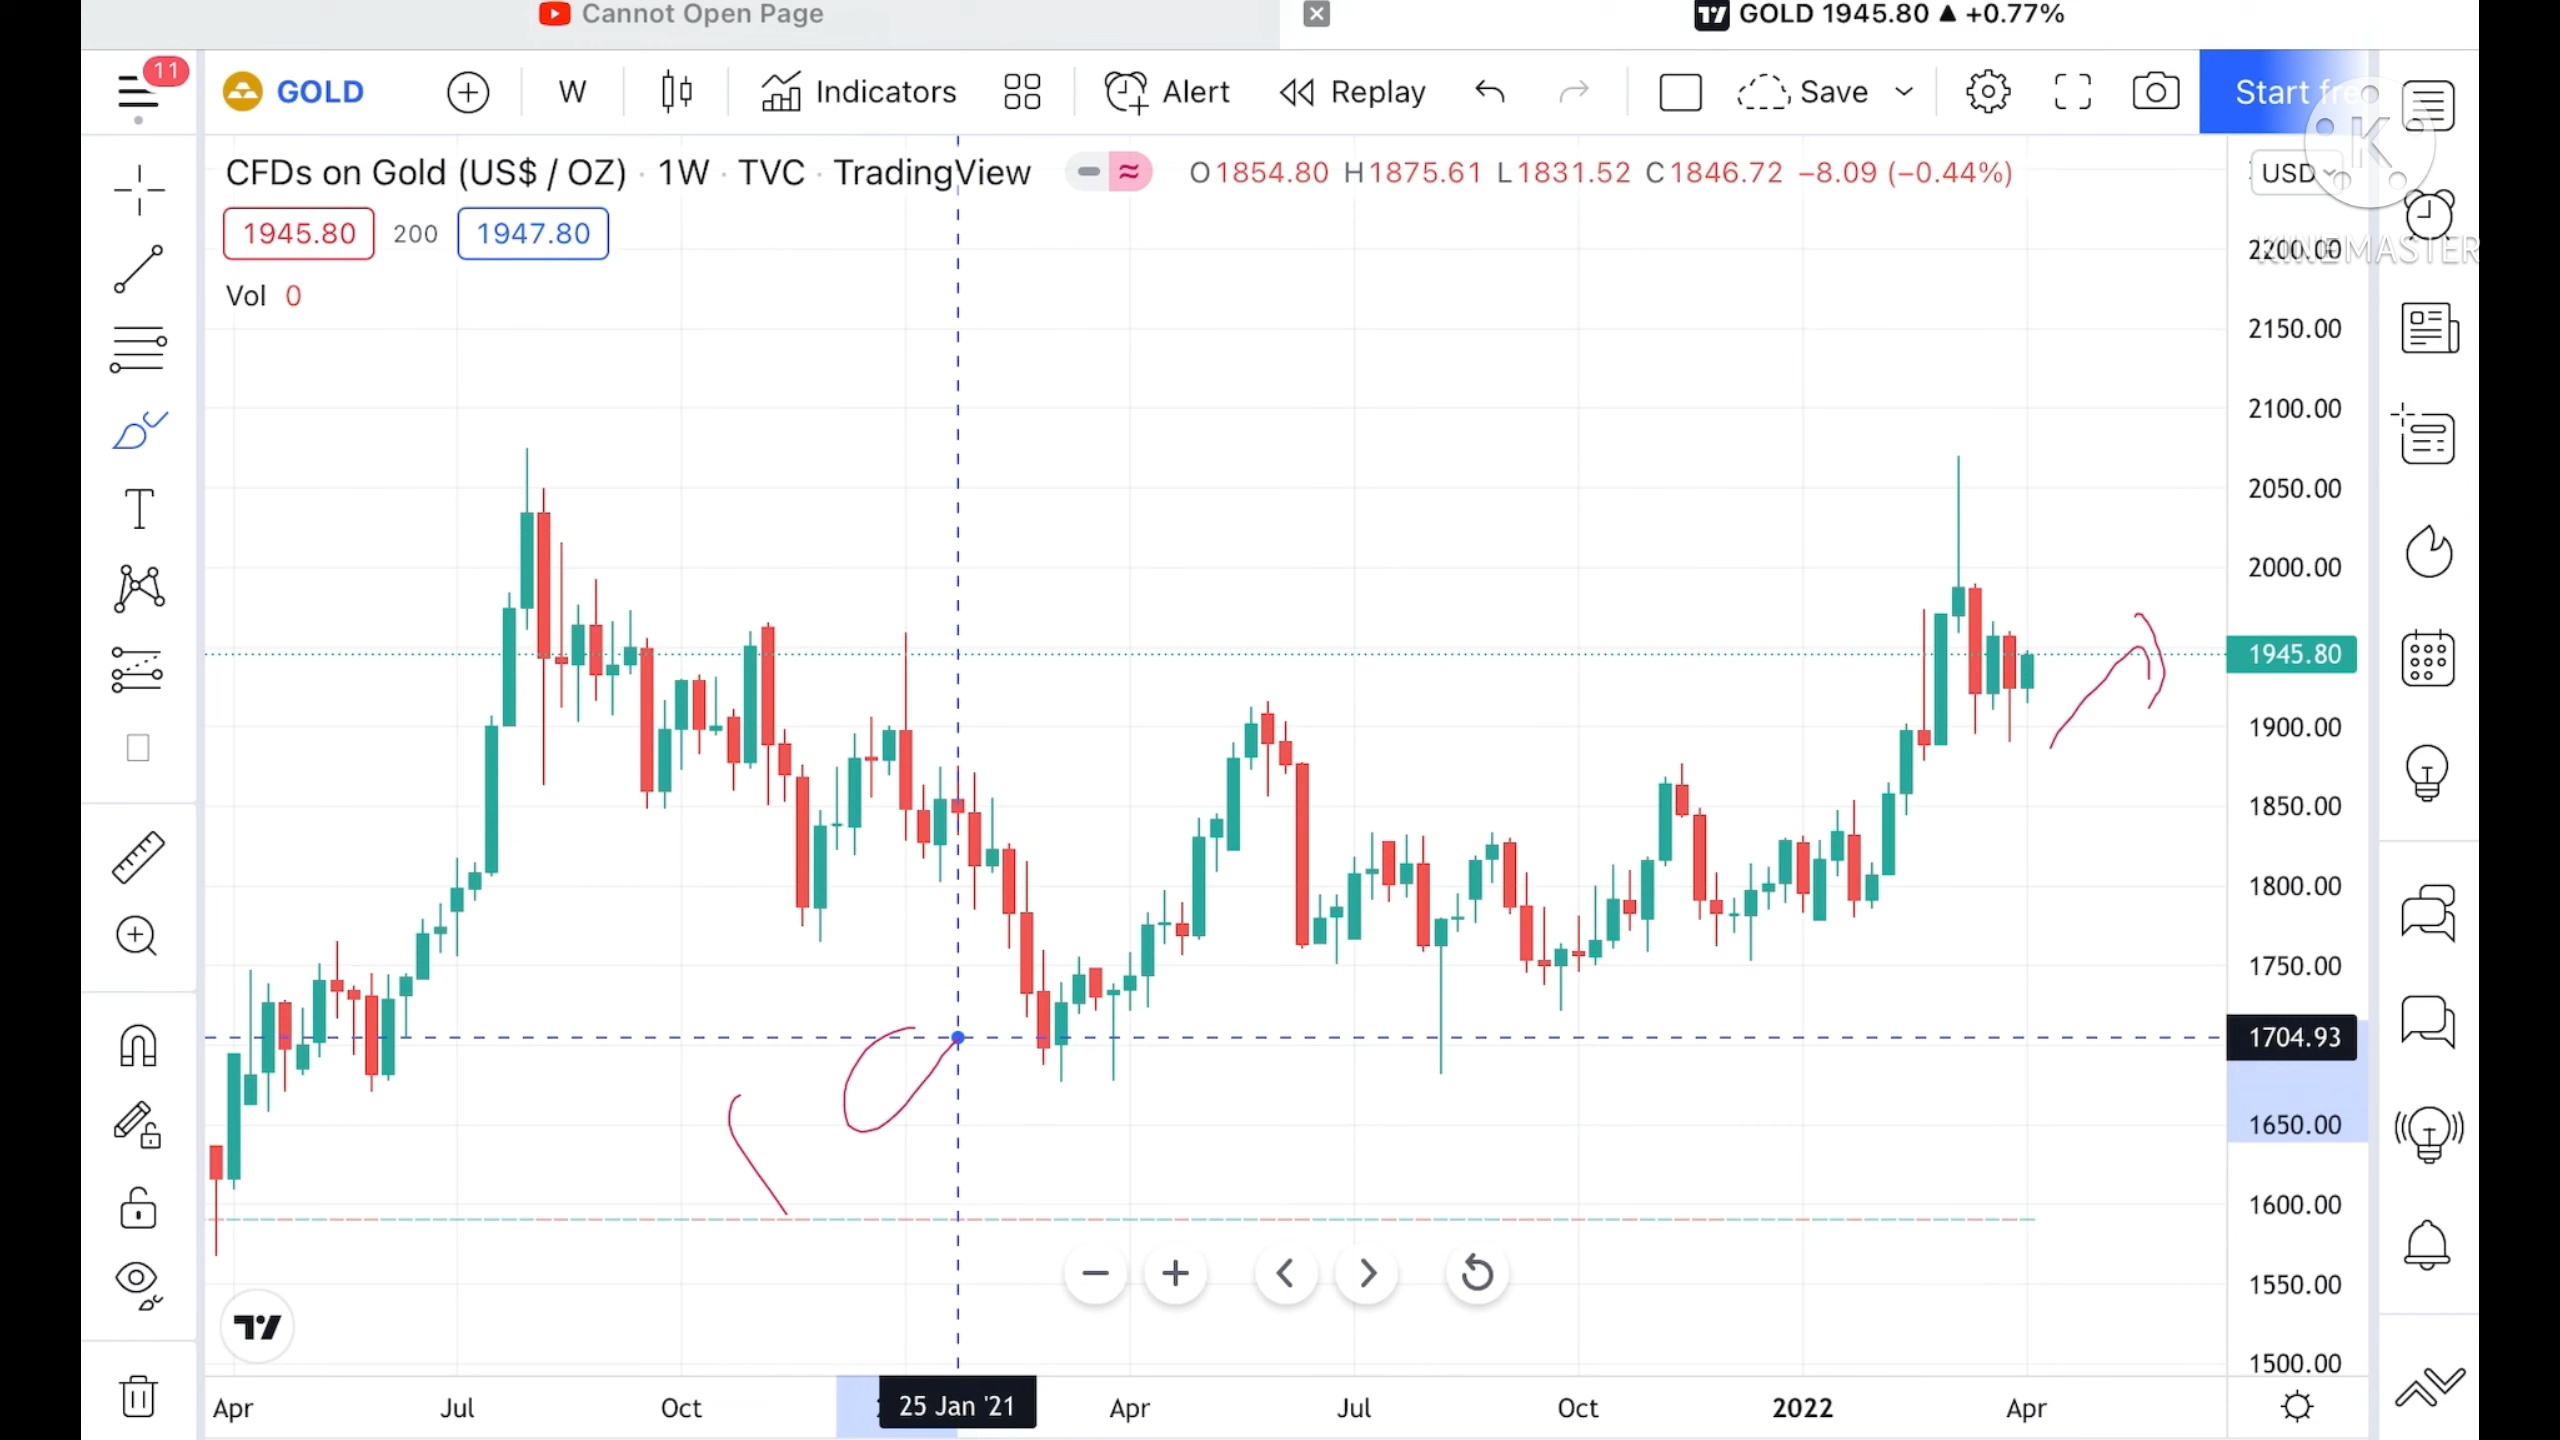 Cannot Open Page
GOLD 1945.80 ▲ +0.77%
11
GOLD
W
Indicators
Alert
Replay
Save
Start fre
K
CFDs on Gold (US$ / OZ) · 1W · TVC · TradingView
O1854.80 H1875.61 L1831.52 C1846.72 −8.09 (−0.44%)
USD
1945.80 200 1947.80
KINEMASTER
Vol 0
2200.00
2150.00
2100.00
2050.00
2000.00
1945.80
1900.00
1850.00
1800.00
1750.00
1704.93
1650.00
1600.00
1550.00
1500.00
Apr Jul Oct 25 Jan '21 Apr Jul Oct 2022 Apr